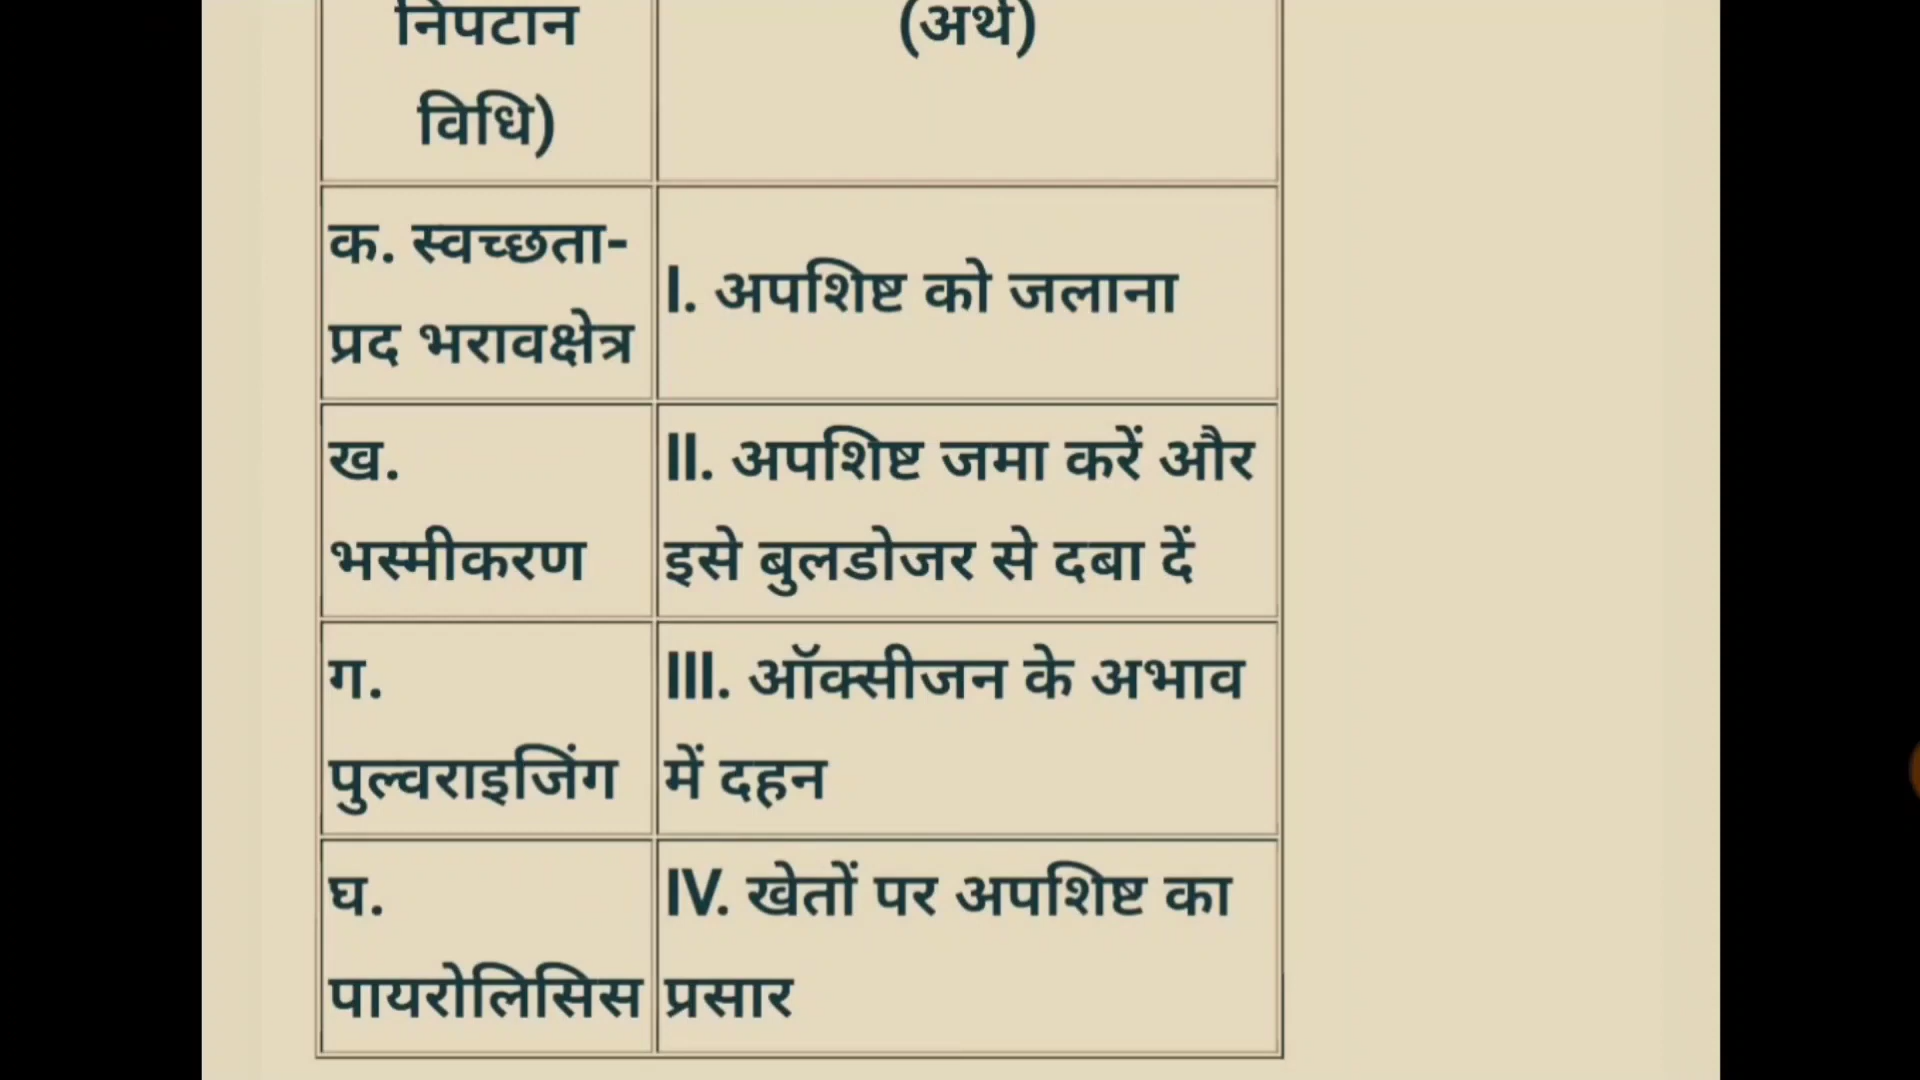 निपटान
(अर्थ)
विधि)
क. स्वच्छता-
प्रद भरावक्षेत्र
I. अपशिष्ट को जलाना
ख.
भस्मीकरण
II. अपशिष्ट जमा करें और
इसे बुलडोजर से दबा दें
ग.
पुल्वराइजिंग
III. ऑक्सीजन के अभाव
में दहन
घ.
पायरोलिसिस
IV. खेतों पर अपशिष्ट का
प्रसार